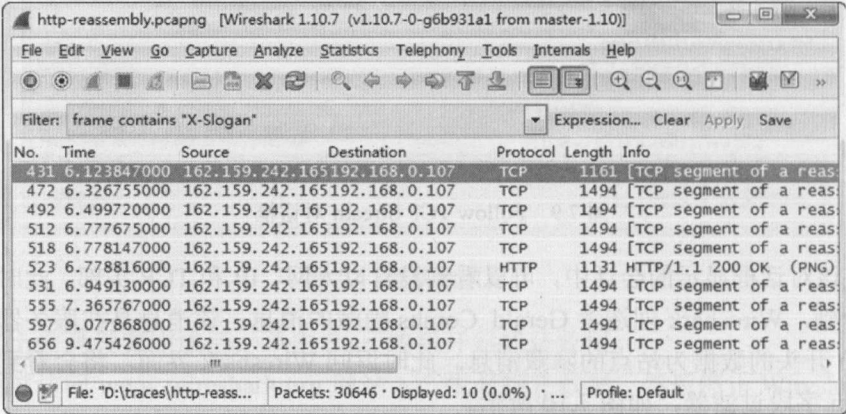 http-reassembly.pcapng [Wireshark 1.10.7 (v1.10.7-0-g6b931a1 from master-1.10)]
File Edit View Go Capture Analyze Statistics Telephony Tools Internals Help
Filter: frame contains "X-Slogan" Expression... Clear Apply Save
No. Time Source Destination Protocol Length Info
431 6.123847000 162.159.242.165 192.168.0.107 TCP 1161 [TCP segment of a reas
472 6.326755000 162.159.242.165 192.168.0.107 TCP 1494 [TCP segment of a reas
492 6.499720000 162.159.242.165 192.168.0.107 TCP 1494 [TCP segment of a reas
512 6.777675000 162.159.242.165 192.168.0.107 TCP 1494 [TCP segment of a reas
518 6.778147000 162.159.242.165 192.168.0.107 TCP 1494 [TCP segment of a reas
523 6.778816000 162.159.242.165 192.168.0.107 HTTP 131 HTTP/1.1 200 OK (PNG)
531 6.949130000 162.159.242.165 192.168.0.107 TCP 1494 [TCP segment of a reas
555 7.365767000 162.159.242.165 192.168.0.107 TCP 1494 [TCP segment of a reas
597 9.077868000 162.159.242.165 192.168.0.107 TCP 1494 [TCP segment of a reas
656 9.475426000 162.159.242.165 192.168.0.107 TCP 1494 [TCP segment of a reas
File: "D:\traces\http-reass... Packets: 30646 · Displayed: 10 (0.0%) · ... Profile: Default